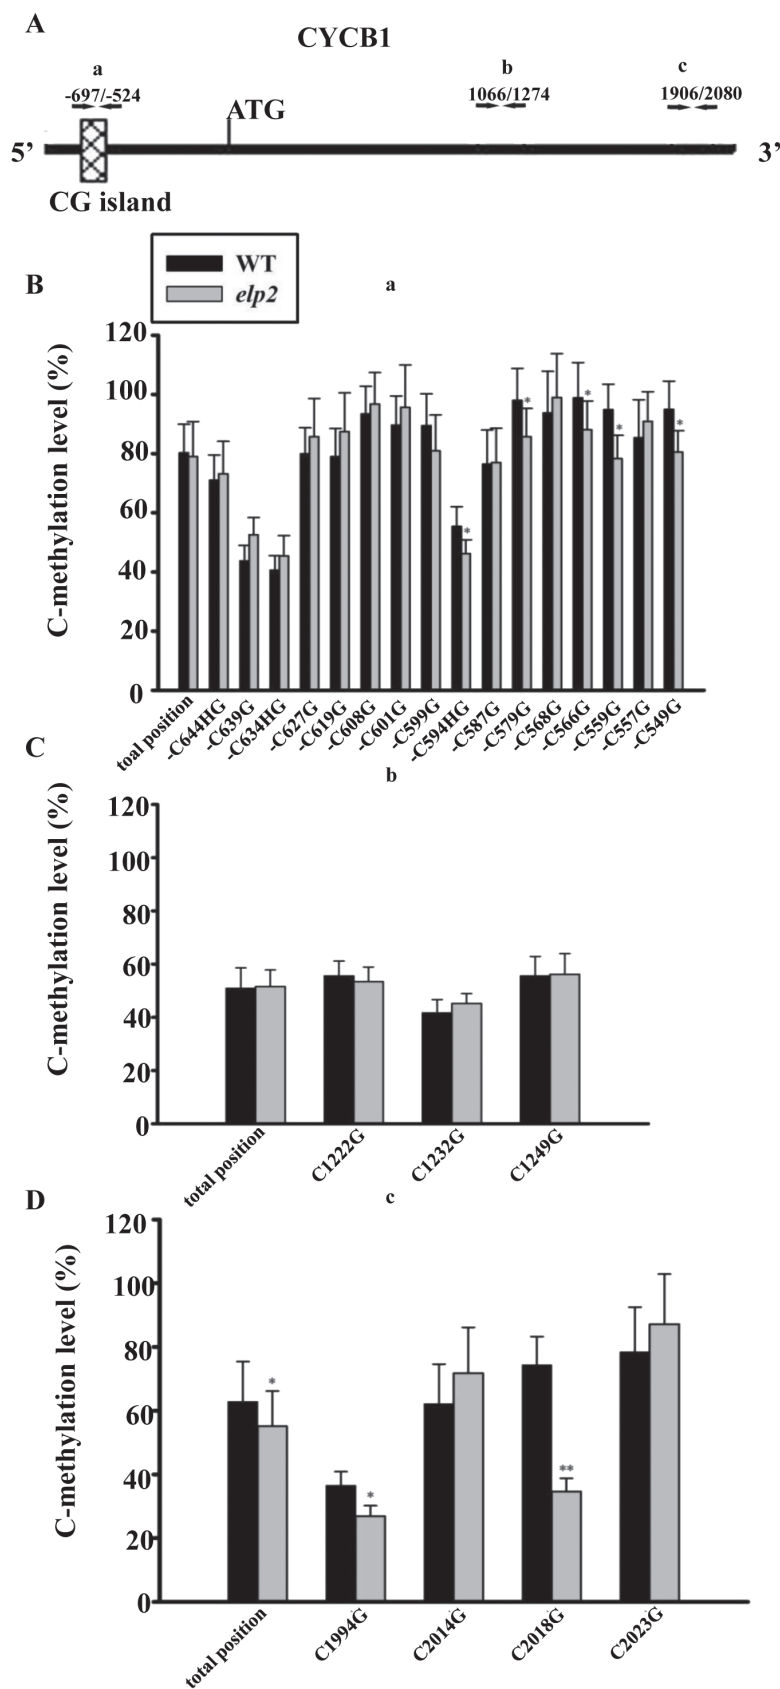 A
CYCB1
a
b
c
-697/-524
1066/1274
1906/2080
ATG
5’
3’
CG island
WT
elp2
B
a
C-methylation level (%)
120
100
80
60
40
20
0
toal position
-C644HG
-C639G
-C634HG
-C627G
-C619G
-C608G
-C601G
-C599G
-C594HG
-C587G
-C579G
-C568G
-C566G
-C559G
-C557G
-C549G
*
*
*
*
*
C
b
C-methylation level (%)
120
100
80
60
40
20
0
total position
C1222G
C1232G
C1249G
D
c
C-methylation level (%)
120
100
80
60
40
20
0
total position
C1994G
C2014G
C2018G
C2023G
*
*
**